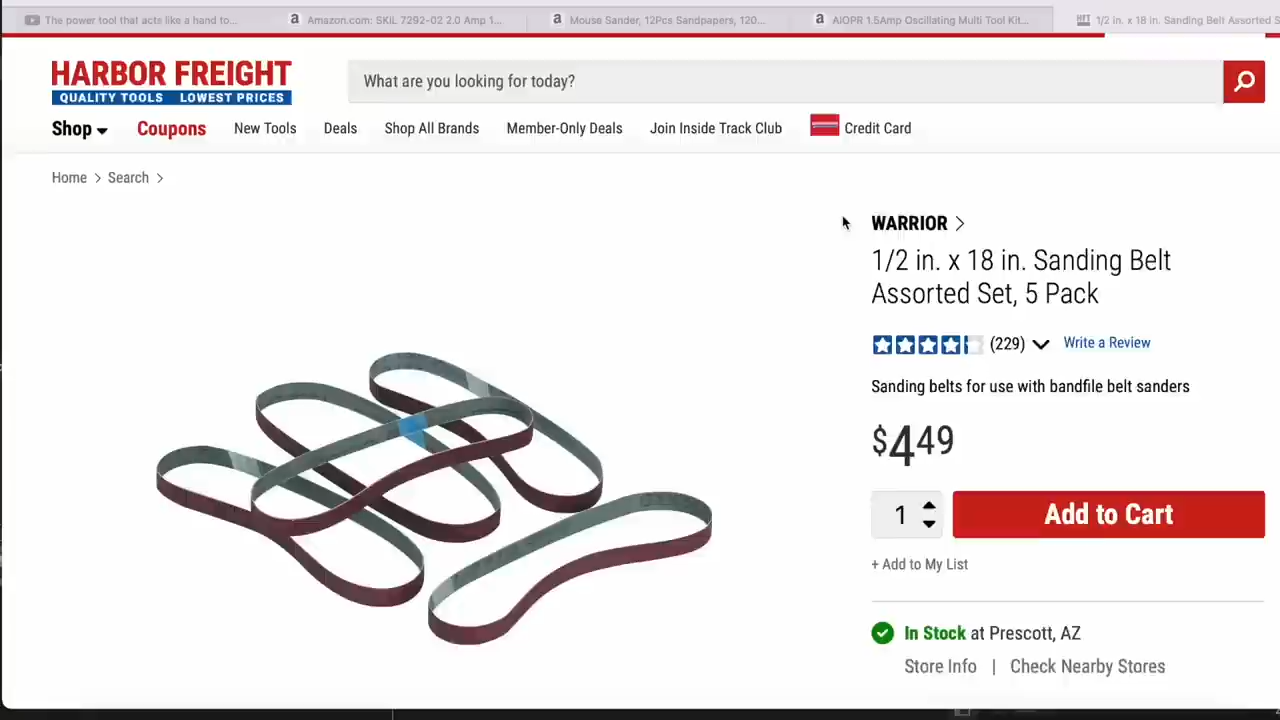 The power tool that acts like a hand to...
Amazon.com: SKIL 7292-02 2.0 Amp 1...
Mouse Sander, 12Pcs Sandpapers, 120...
AIOPR 1.5Amp Oscillating Multi Tool Kit...
1/2 in. x 18 in. Sanding Belt Assorted S
HARBOR FREIGHT
QUALITY TOOLS LOWEST PRICES
What are you looking for today?
Shop
Coupons
New Tools
Deals
Shop All Brands
Member-Only Deals
Join Inside Track Club
Credit Card
Home > Search >
WARRIOR >
1/2 in. x 18 in. Sanding Belt
Assorted Set, 5 Pack
(229)
Write a Review
Sanding belts for use with bandfile belt sanders
$4.49
1
Add to Cart
+ Add to My List
In Stock at Prescott, AZ
Store Info | Check Nearby Stores